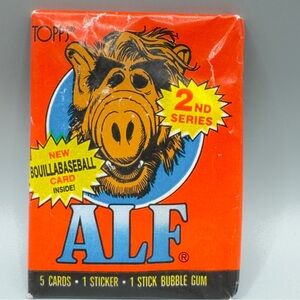 TOPPS
2ND
SERIES
NEW
BOUILLABASEBALL
CARD
INSIDE!
ALF®
5 CARDS • 1 STICKER • 1 STICK BUBBLE GUM